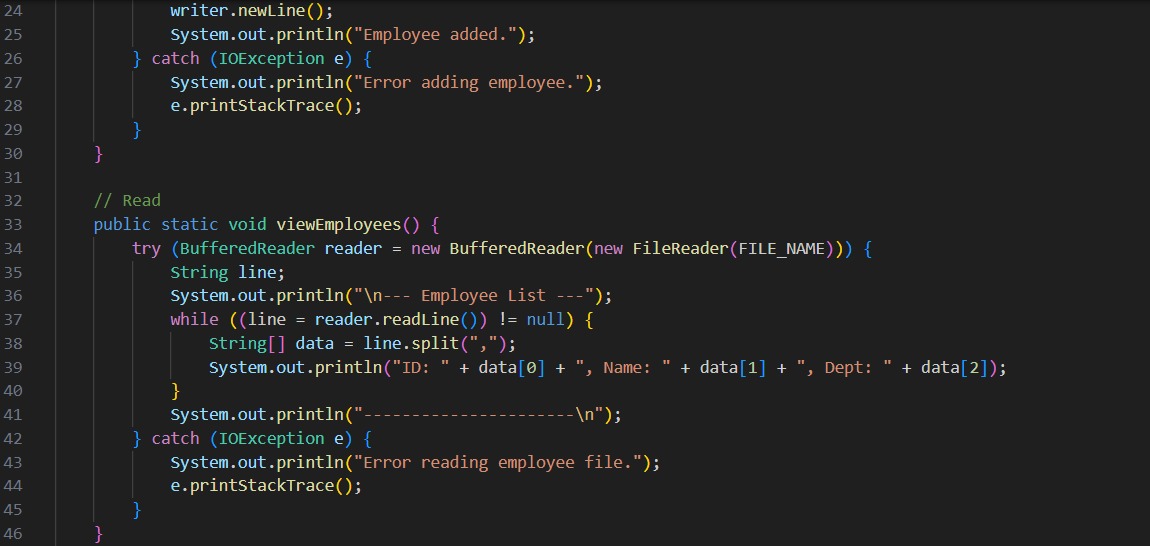 24 writer.newLine();
25 System.out.println("Employee added.");
26 } catch (IOException e) {
27 System.out.println("Error adding employee.");
28 e.printStackTrace();
29 }
30 }
31
32 // Read
33 public static void viewEmployees() {
34 try (BufferedReader reader = new BufferedReader(new FileReader(FILE_NAME))) {
35 String line;
36 System.out.println("\n--- Employee List ---");
37 while ((line = reader.readLine()) != null) {
38 String[] data = line.split(",");
39 System.out.println("ID: " + data[0] + ", Name: " + data[1] + ", Dept: " + data[2]);
40 }
41 System.out.println("----------------------\n");
42 } catch (IOException e) {
43 System.out.println("Error reading employee file.");
44 e.printStackTrace();
45 }
46 }